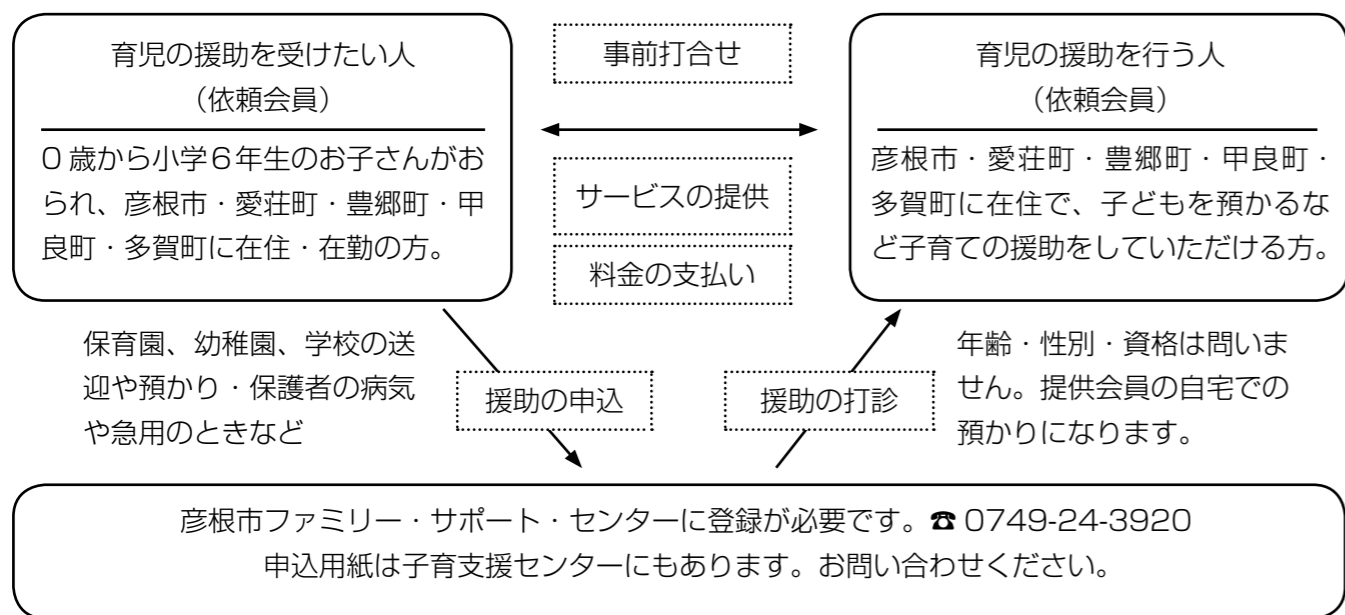 育児の援助を受けたい人
（依頼会員）
0歳から小学6年生のお子さんがお
られ、彦根市・愛荘町・豊郷町・甲
良町・多賀町に在住・在勤の方。
事前打合せ
サービスの提供
料金の支払い
育児の援助を行う人
（依頼会員）
彦根市・愛荘町・豊郷町・甲良町・
多賀町に在住で、子どもを預かるな
ど子育ての援助をしていただける方。
保育園、幼稚園、学校の送
迎や預かり・保護者の病気
や急用のときなど
援助の申込
援助の打診
年齢・性別・資格は問いま
せん。提供会員の自宅での
預かりになります。
彦根市ファミリー・サポート・センターに登録が必要です。☎ 0749-24-3920
申込用紙は子育支援センターにもあります。お問い合わせください。